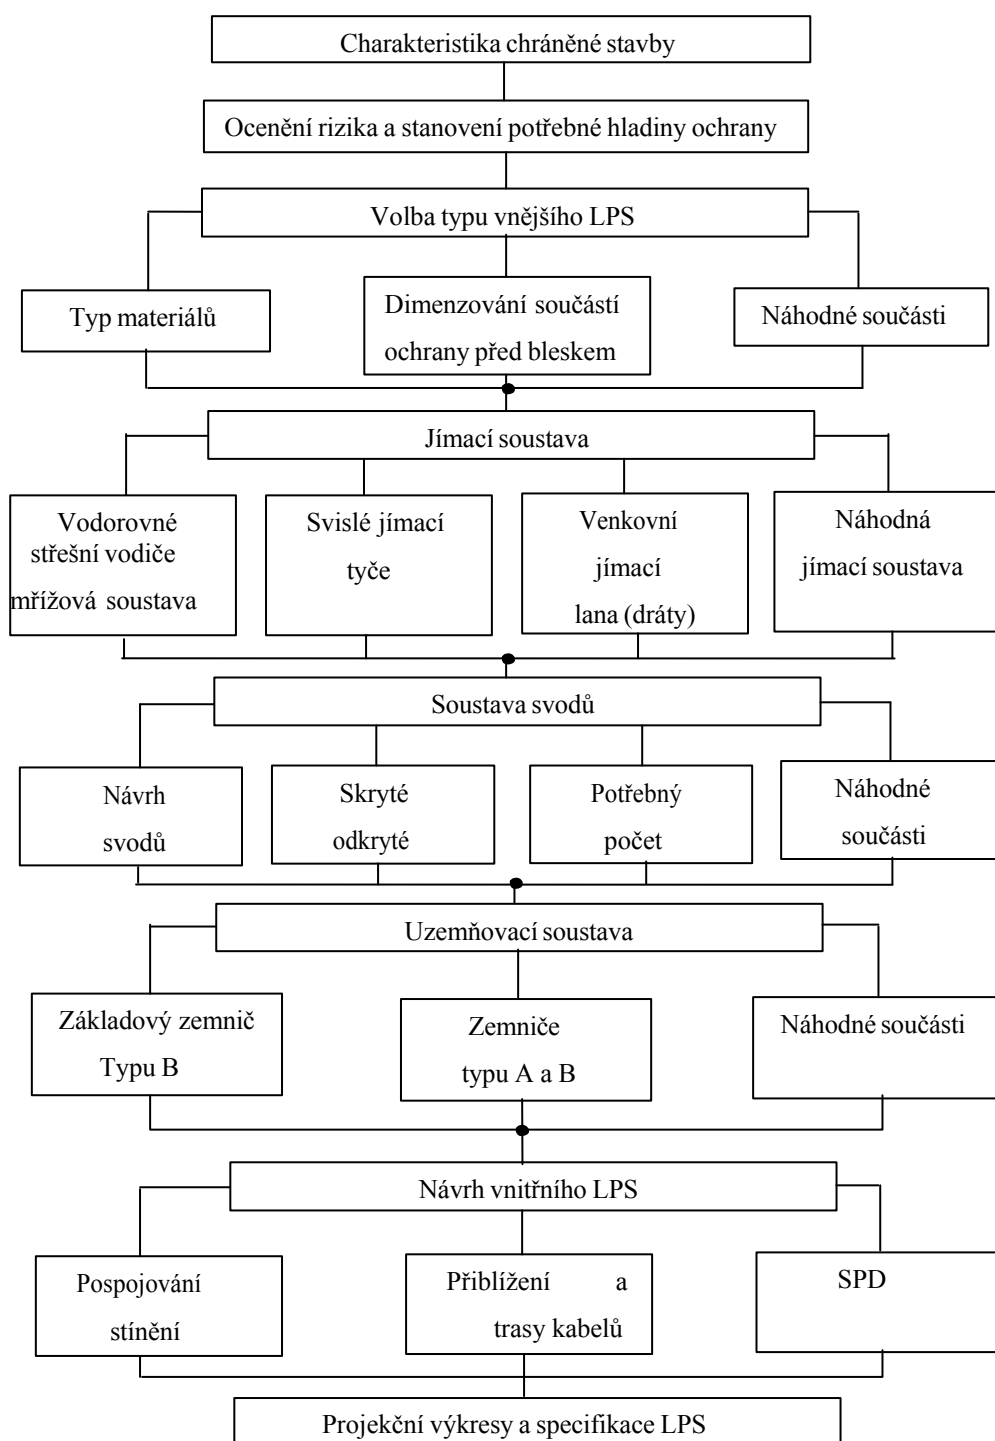 Charakteristika chráněné stavby
Ocenění rizika a stanovení potřebné hladiny ochrany
Volba typu vnějšího LPS
Typ materiálů
Dimenzování součástí
ochrany před bleskem
Náhodné součásti
Jímací soustava
Vodorovné
střešní vodiče
mřížová soustava
Svislé jímací
tyče
Venkovní
jímací
lana (dráty)
Náhodná
jímací soustava
Soustava svodů
Návrh
svodů
Skryté
odkryté
Potřebný
počet
Náhodné
součásti
Uzemňovací soustava
Základový zemnič
Typu B
Zemniče
typu A a B
Náhodné součásti
Návrh vnitřního LPS
Pospojování
stínění
Přiblížení a
trasy kabelů
SPD
Projekční výkresy a specifikace LPS